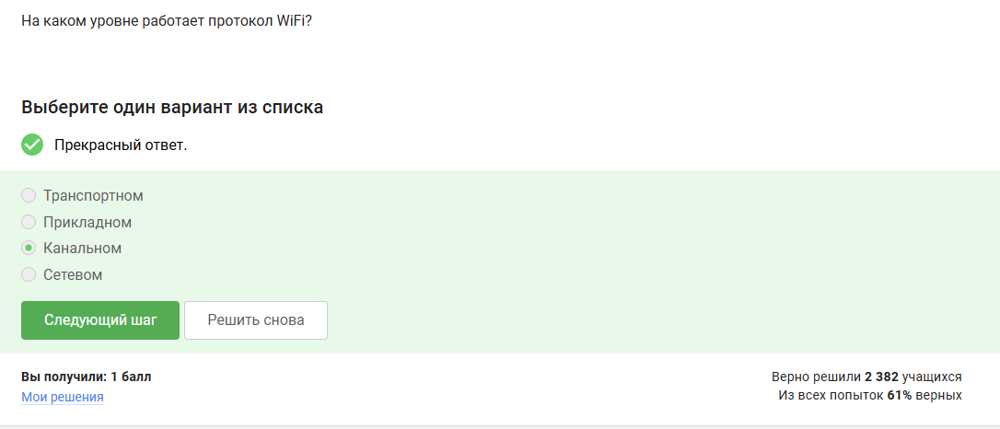 На каком уровне работает протокол WiFi?
Выберите один вариант из списка
Прекрасный ответ.
Транспортном
Прикладном
Канальном
Сетевом
Следующий шаг
Решить снова
Вы получили: 1 балл
Верно решили 2 382 учащихся
Мои решения
Из всех попыток 61% верных